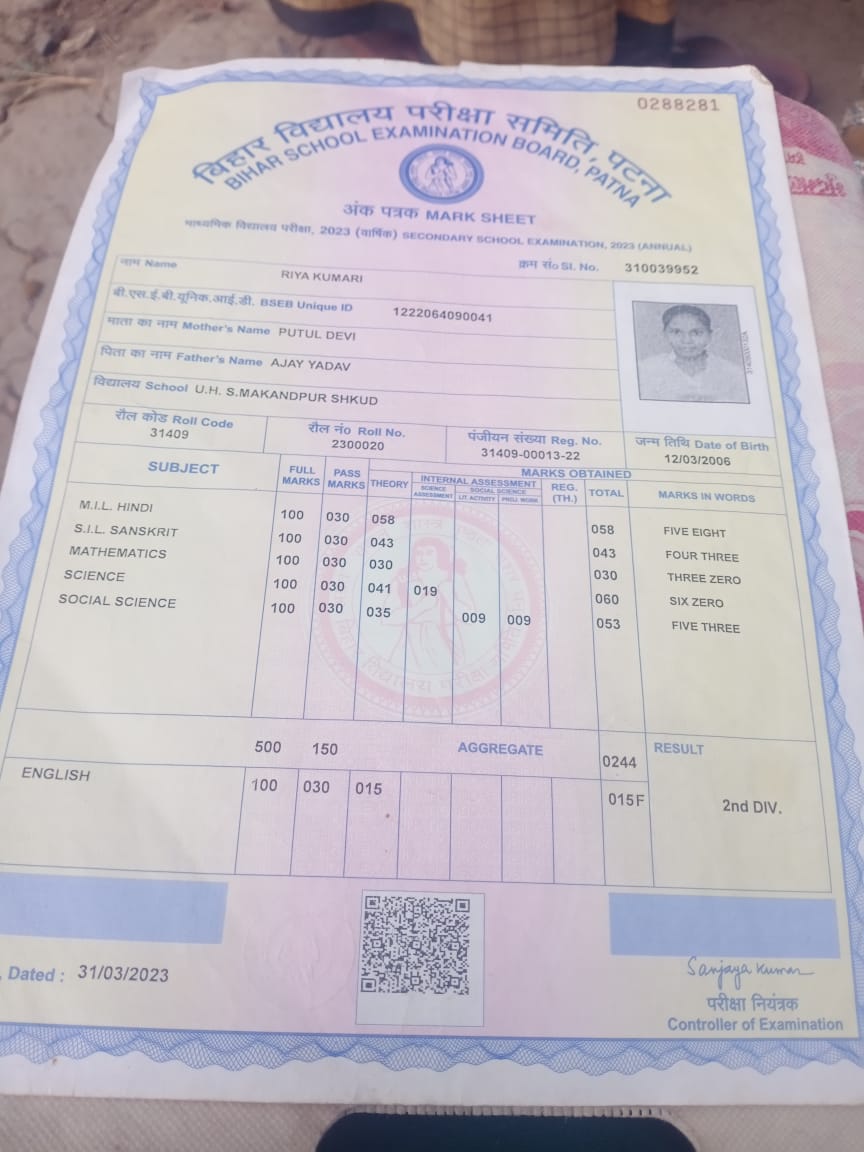 0288281
बिहार विद्यालय परीक्षा समिति, पटना
BIHAR SCHOOL EXAMINATION BOARD, PATNA
अंक पत्रक MARK SHEET
माध्यमिक विद्यालय परीक्षा, 2023 (वार्षिक) SECONDARY SCHOOL EXAMINATION, 2023 (ANNUAL)
नाम Name RIYA KUMARI क्रम सं० Sl. No. 310039952
बी.एस.ई.बी.यूनिक.आई.डी. BSEB Unique ID 1222064090041
माता का नाम Mother's Name PUTUL DEVI
पिता का नाम Father's Name AJAY YADAV
विद्यालय School U.H. S.MAKANDPUR SHKUD
रौल कोड Roll Code रौल नं० Roll No. पंजीयन संख्या Reg. No. जन्म तिथि Date of Birth
31409 2300020 31409-00013-22 12/03/2006
SUBJECT FULL MARKS PASS MARKS MARKS OBTAINED
THEORY INTERNAL ASSESSMENT REG. (TH.) TOTAL MARKS IN WORDS
SCIENCE ASSESSMENT SOCIAL SCIENCE
LIT. ACTIVITY PROJ. WORK
M.I.L. HINDI 100 030 058 058 FIVE EIGHT
S.I.L. SANSKRIT 100 030 043 043 FOUR THREE
MATHEMATICS 100 030 030 030 THREE ZERO
SCIENCE 100 030 041 019 060 SIX ZERO
SOCIAL SCIENCE 100 030 035 009 009 053 FIVE THREE
500 150 AGGREGATE 0244 RESULT
ENGLISH 100 030 015 015F 2nd DIV.
Dated : 31/03/2023
Sanjaya Kumar
परीक्षा नियंत्रक
Controller of Examination